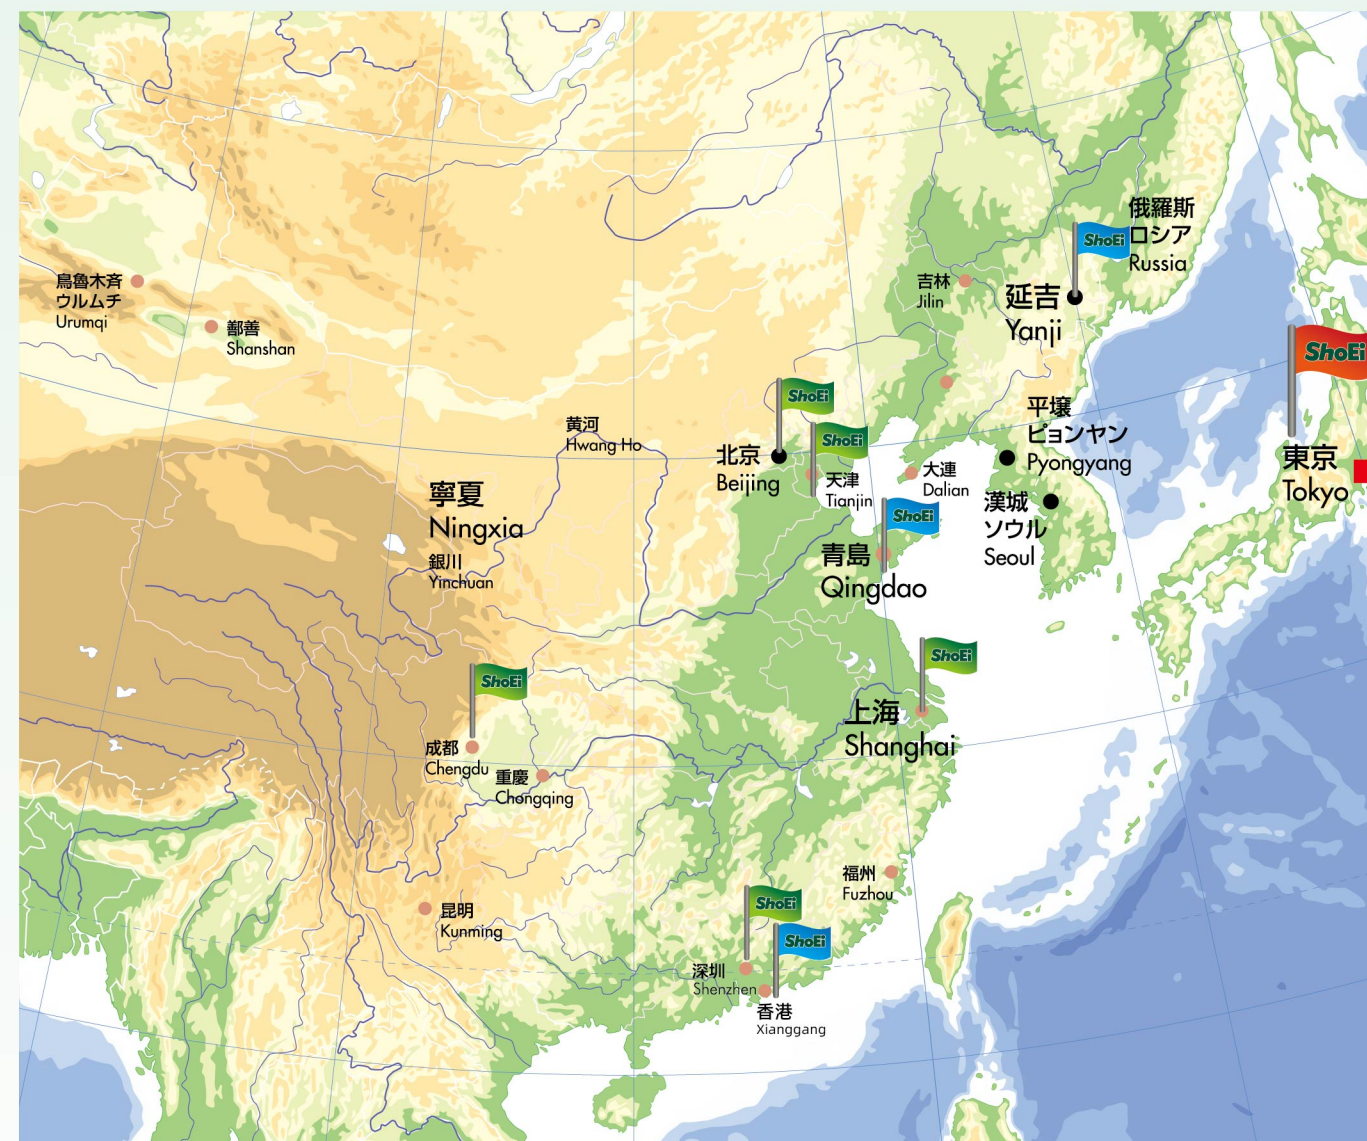 俄羅斯
ロシア
Russia
ShoEi
烏魯木斉
ウルムチ
Urumqi
吉林
Jilin
延吉
Yanji
鄯善
Shanshan
ShoEi
ShoEi
平壌
ピョンヤン
Pyongyang
黄河
Hwang Ho
ShoEi
北京
Beijing
東京
Tokyo
天津
Tianjin
大連
Dalian
寧夏
Ningxia
漢城
ソウル
Seoul
ShoEi
銀川
Yinchuan
青島
Qingdao
ShoEi
ShoEi
上海
Shanghai
成都
Chengdu
重慶
Chongqing
福州
Fuzhou
昆明
Kunming
ShoEi
ShoEi
深圳
Shenzhen
香港
Xianggang